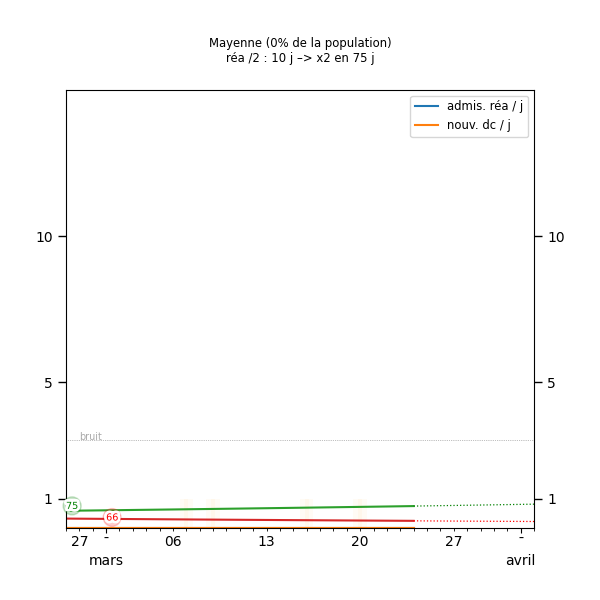 Mayenne (0% de la population)
réa /2 : 10 j –> x2 en 75 j
admis. réa / j
nouv. dc / j
10 10
5 5
bruit
1 1
75
66
27 - 06 13 20 27 -
mars avril